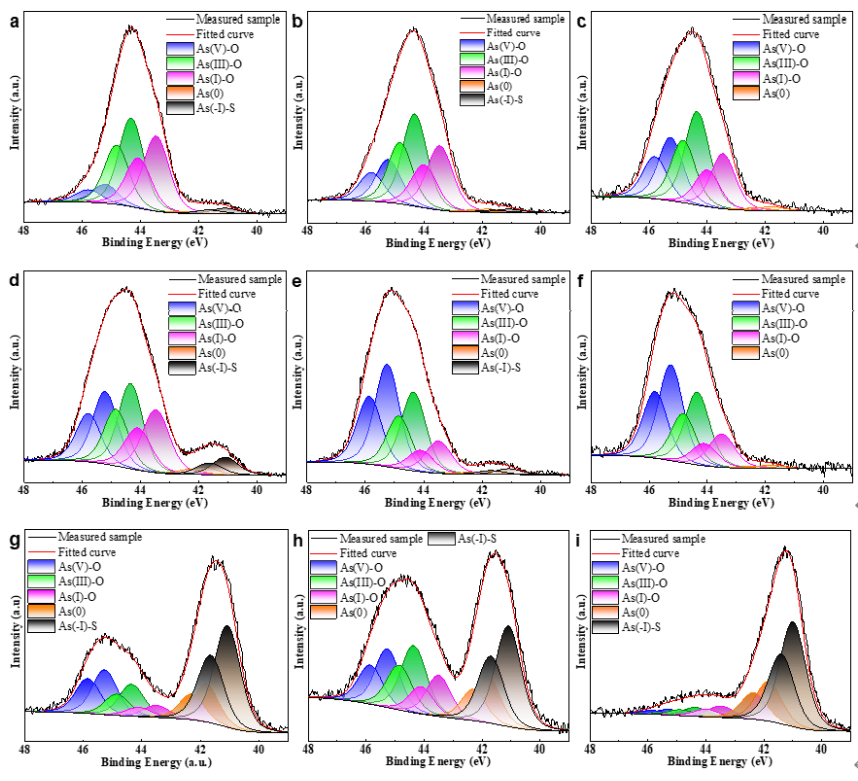 a
Measured sample
Fitted curve
As(V)-O
As(III)-O
As(I)-O
As(0)
As(-I)-S
Intensity (a.u.)
48 46 44 42 40
Binding Energy (eV)
b
Measured sample
Fitted curve
As(V)-O
As(III)-O
As(I)-O
As(0)
As(-I)-S
Intensity (a.u.)
48 46 44 42 40
Binding Energy (eV)
c
Measured sample
Fitted curve
As(V)-O
As(III)-O
As(I)-O
As(0)
Intensity (a.u.)
48 46 44 42 40
Binding Energy (eV)
d
Measured sample
Fitted curve
As(V)-O
As(III)-O
As(I)-O
As(0)
As(-I)-S
Intensity (a.u.)
48 46 44 42 40
Binding Energy (eV)
e
Measured sample
Fitted curve
As(V)-O
As(III)-O
As(I)-O
As(0)
As(-I)-S
Intensity (a.u.)
48 46 44 42 40
Binding Energy (eV)
f
Measured sample
Fitted curve
As(V)-O
As(III)-O
As(I)-O
As(0)
Intensity (a.u.)
48 46 44 42 40
Binding Energy (eV)
g
Measured sample
Fitted curve
As(V)-O
As(III)-O
As(I)-O
As(0)
As(-I)-S
Intensity (a.u)
48 46 44 42 40
Binding Energy (a.u.)
h
Measured sample As(-I)-S
Fitted curve
As(V)-O
As(III)-O
As(I)-O
As(0)
Intensity (a.u.)
48 46 44 42 40
Binding Energy (eV)
i
Measured sample
Fitted curve
As(V)-O
As(III)-O
As(I)-O
As(0)
As(-I)-S
Intensity (a.u.)
48 46 44 42 40
Binding Energy (eV)